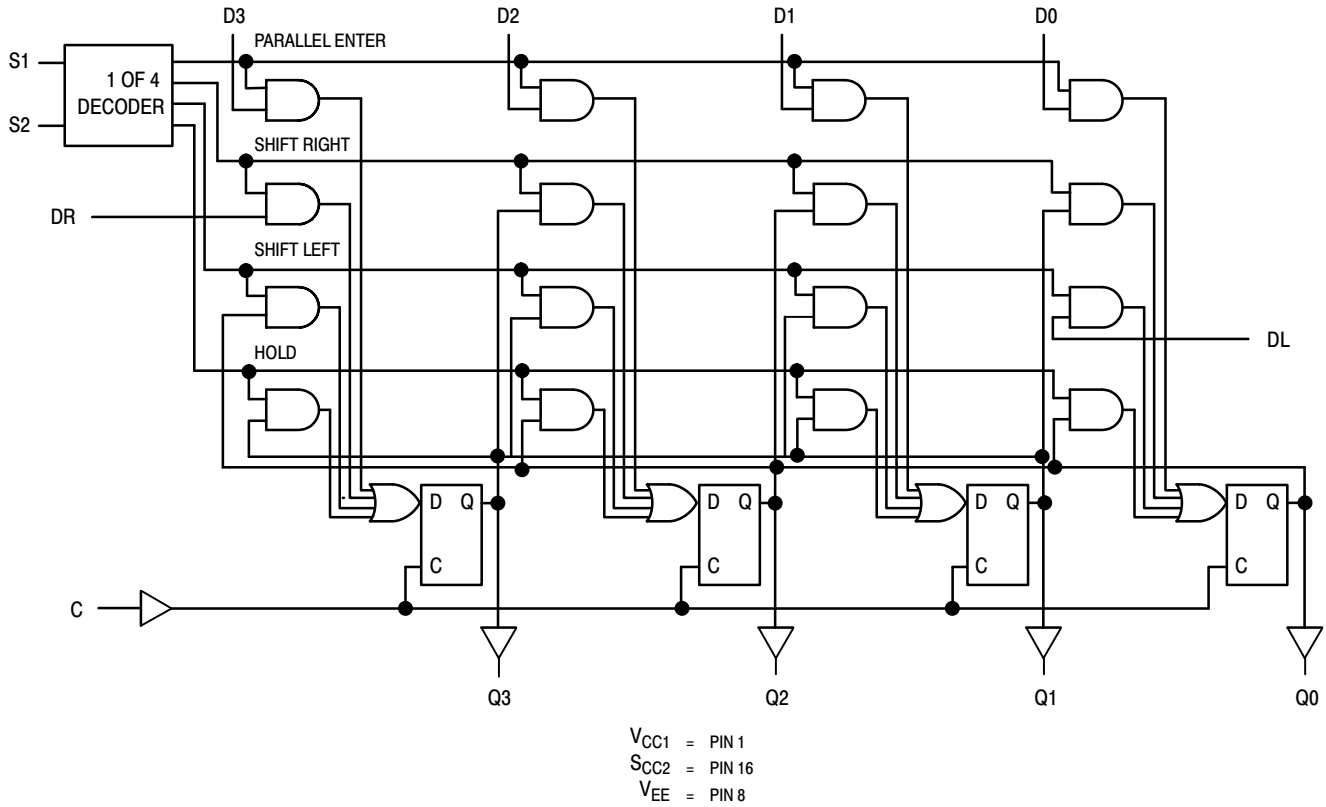 D3 D2 D1 D0
PARALLEL ENTER
S1
1 OF 4
DECODER
S2
SHIFT RIGHT
DR
SHIFT LEFT
DL
HOLD
D Q D Q D Q D Q
C C C C
C
Q3 Q2 Q1 Q0
VCC1 = PIN 1
SCC2 = PIN 16
VEE = PIN 8